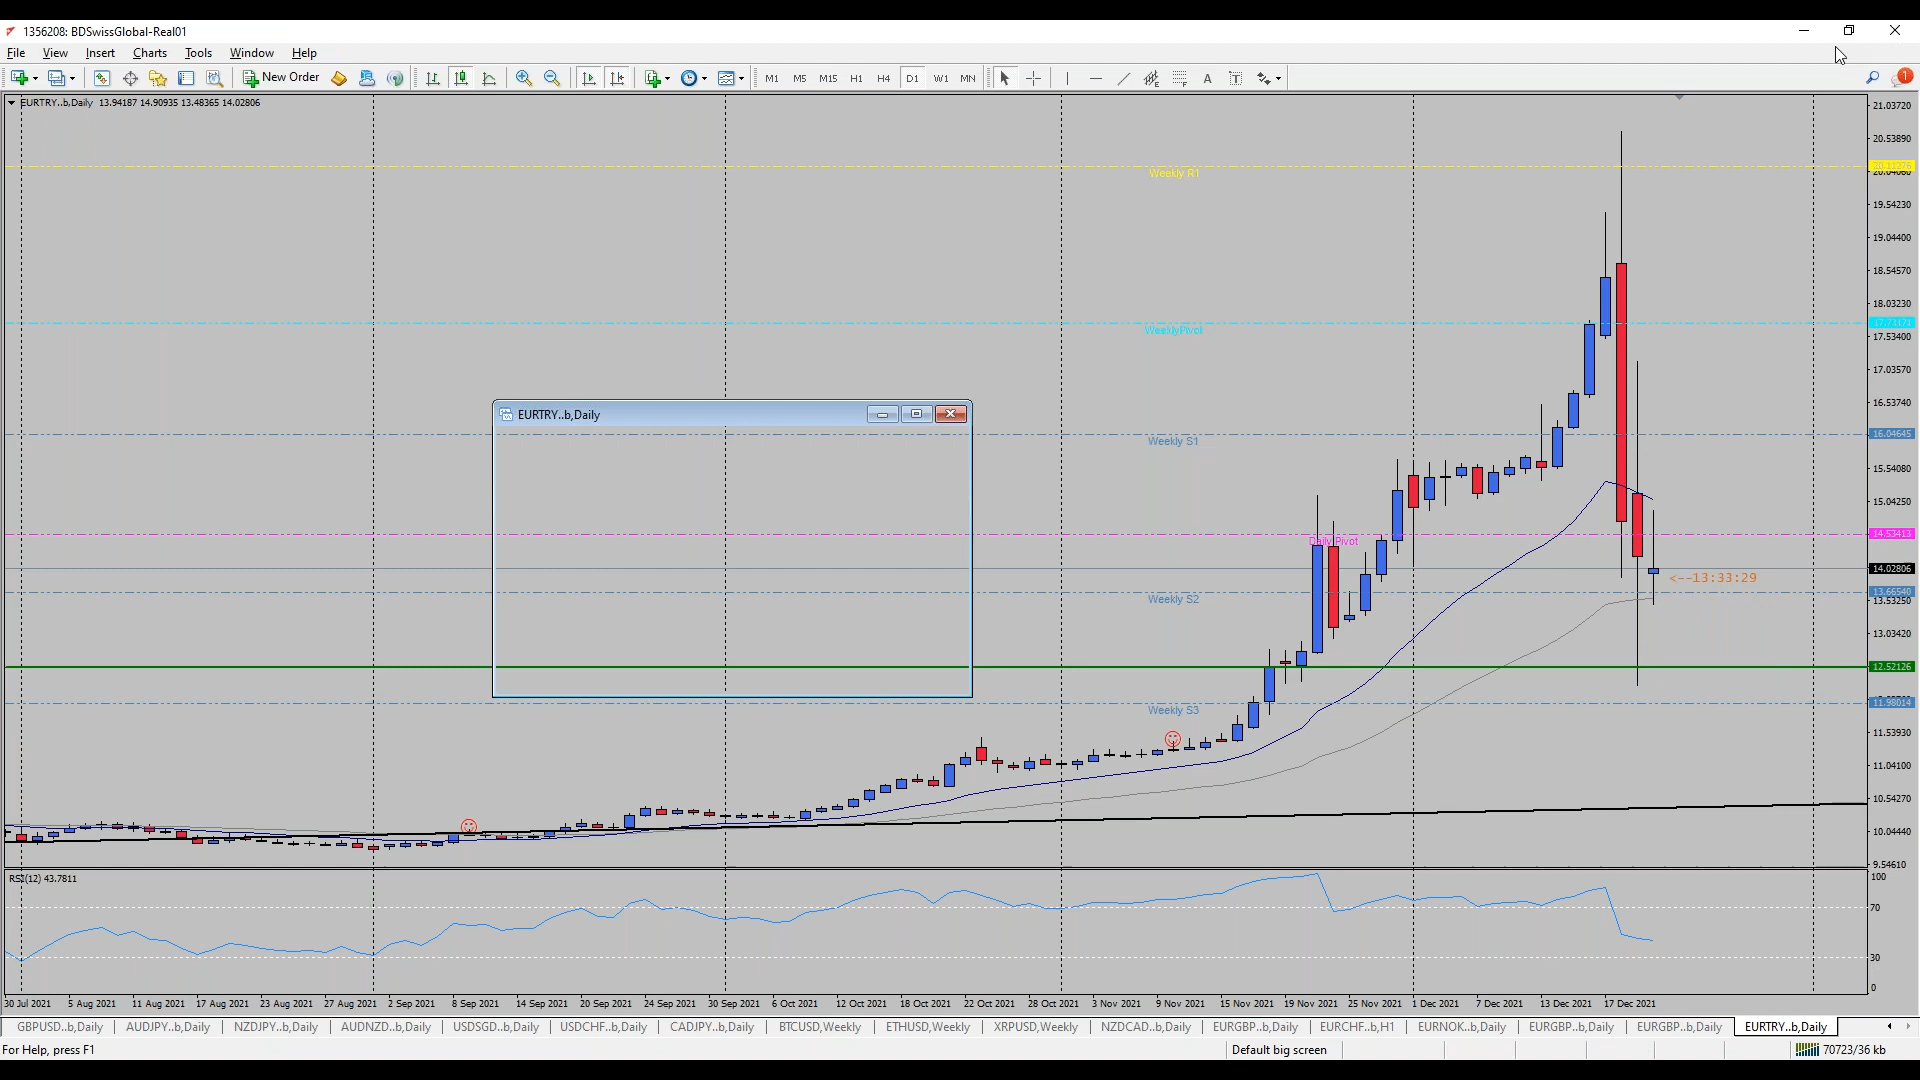 1356208: BDSwissGlobal-Real01
File View Insert Charts Tools Window Help
New Order M1 M5 M15 H1 H4 D1 W1 MN A T 1
EURTRY..b,Daily 13.94187 14.90935 13.48365 14.02806
21.03720
20.53890
Weekly R1
19.54230
19.04400
18.54570
18.03230
WeeklyPivot
17.53400
17.03570
16.53740
EURTRY..b,Daily
Weekly S1 16.04645
15.54080
15.04250
Daily Pivot 14.53413
14.02806
<--13:33:29
Weekly S2 13.66540
13.53250
13.03420
12.52126
Weekly S3 11.98014
11.53930
11.04100
10.54270
10.04440
9.54610
RSI(12) 43.7811
100
70
30
0
30 Jul 2021 5 Aug 2021 11 Aug 2021 17 Aug 2021 23 Aug 2021 27 Aug 2021 2 Sep 2021 8 Sep 2021 14 Sep 2021 20 Sep 2021 24 Sep 2021 30 Sep 2021 6 Oct 2021 12 Oct 2021 18 Oct 2021 22 Oct 2021 28 Oct 2021 3 Nov 2021 9 Nov 2021 15 Nov 2021 19 Nov 2021 25 Nov 2021 1 Dec 2021 7 Dec 2021 13 Dec 2021 17 Dec 2021
GBPUSD..b,Daily AUDJPY..b,Daily NZDJPY..b,Daily AUDNZD..b,Daily USDSGD..b,Daily USDCHF..b,Daily CADJPY..b,Daily BTCUSD,Weekly ETHUSD,Weekly XRPUSD,Weekly NZDCAD..b,Daily EURGBP..b,Daily EURCHF..b,H1 EURNOK..b,Daily EURGBP..b,Daily EURGBP..b,Daily EURTRY..b,Daily
For Help, press F1 Default big screen 70723/36 kb